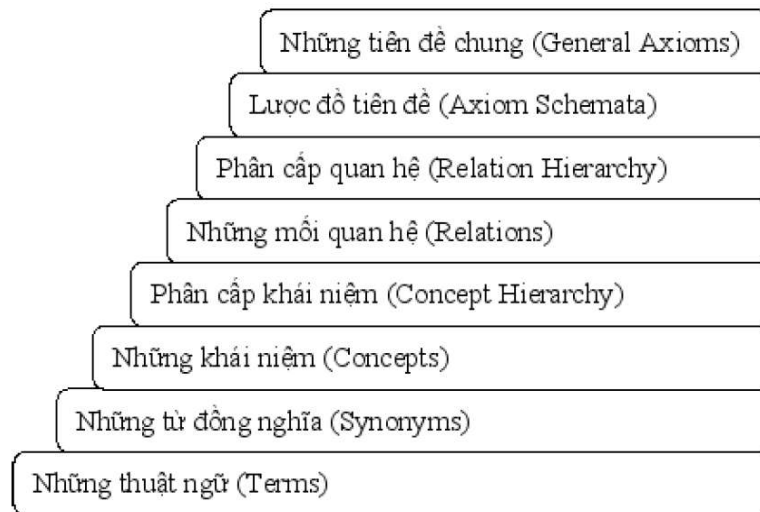 Những tiên đề chung (General Axioms)
Lược đồ tiên đề (Axiom Schemata)
Phân cấp quan hệ (Relation Hierarchy)
Những mối quan hệ (Relations)
Phân cấp khái niệm (Concept Hierarchy)
Những khái niệm (Concepts)
Những từ đồng nghĩa (Synonyms)
Những thuật ngữ (Terms)